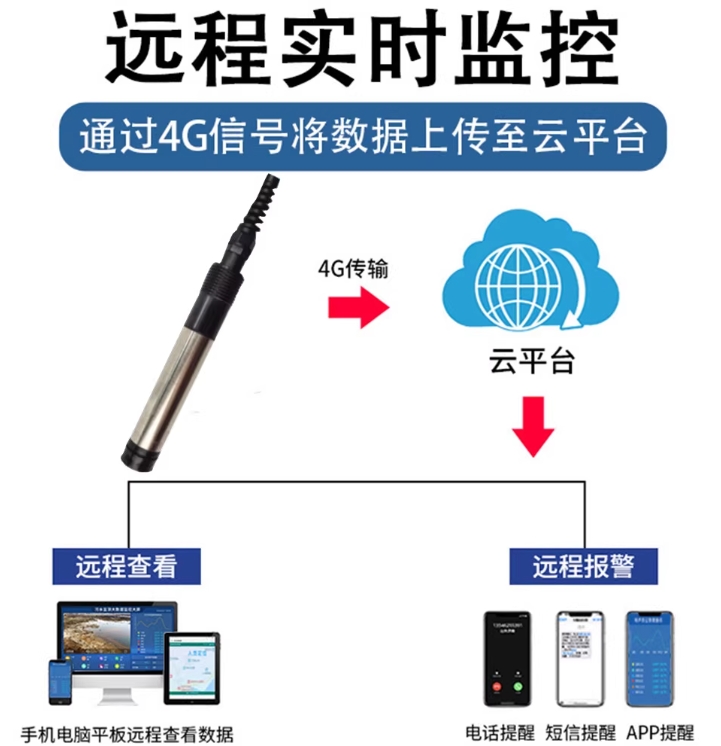 远程实时监控
通过4G信号将数据上传至云平台
4G传输
云平台
远程查看
远程报警
手机电脑平板远程查看数据
电话提醒 短信提醒 APP提醒